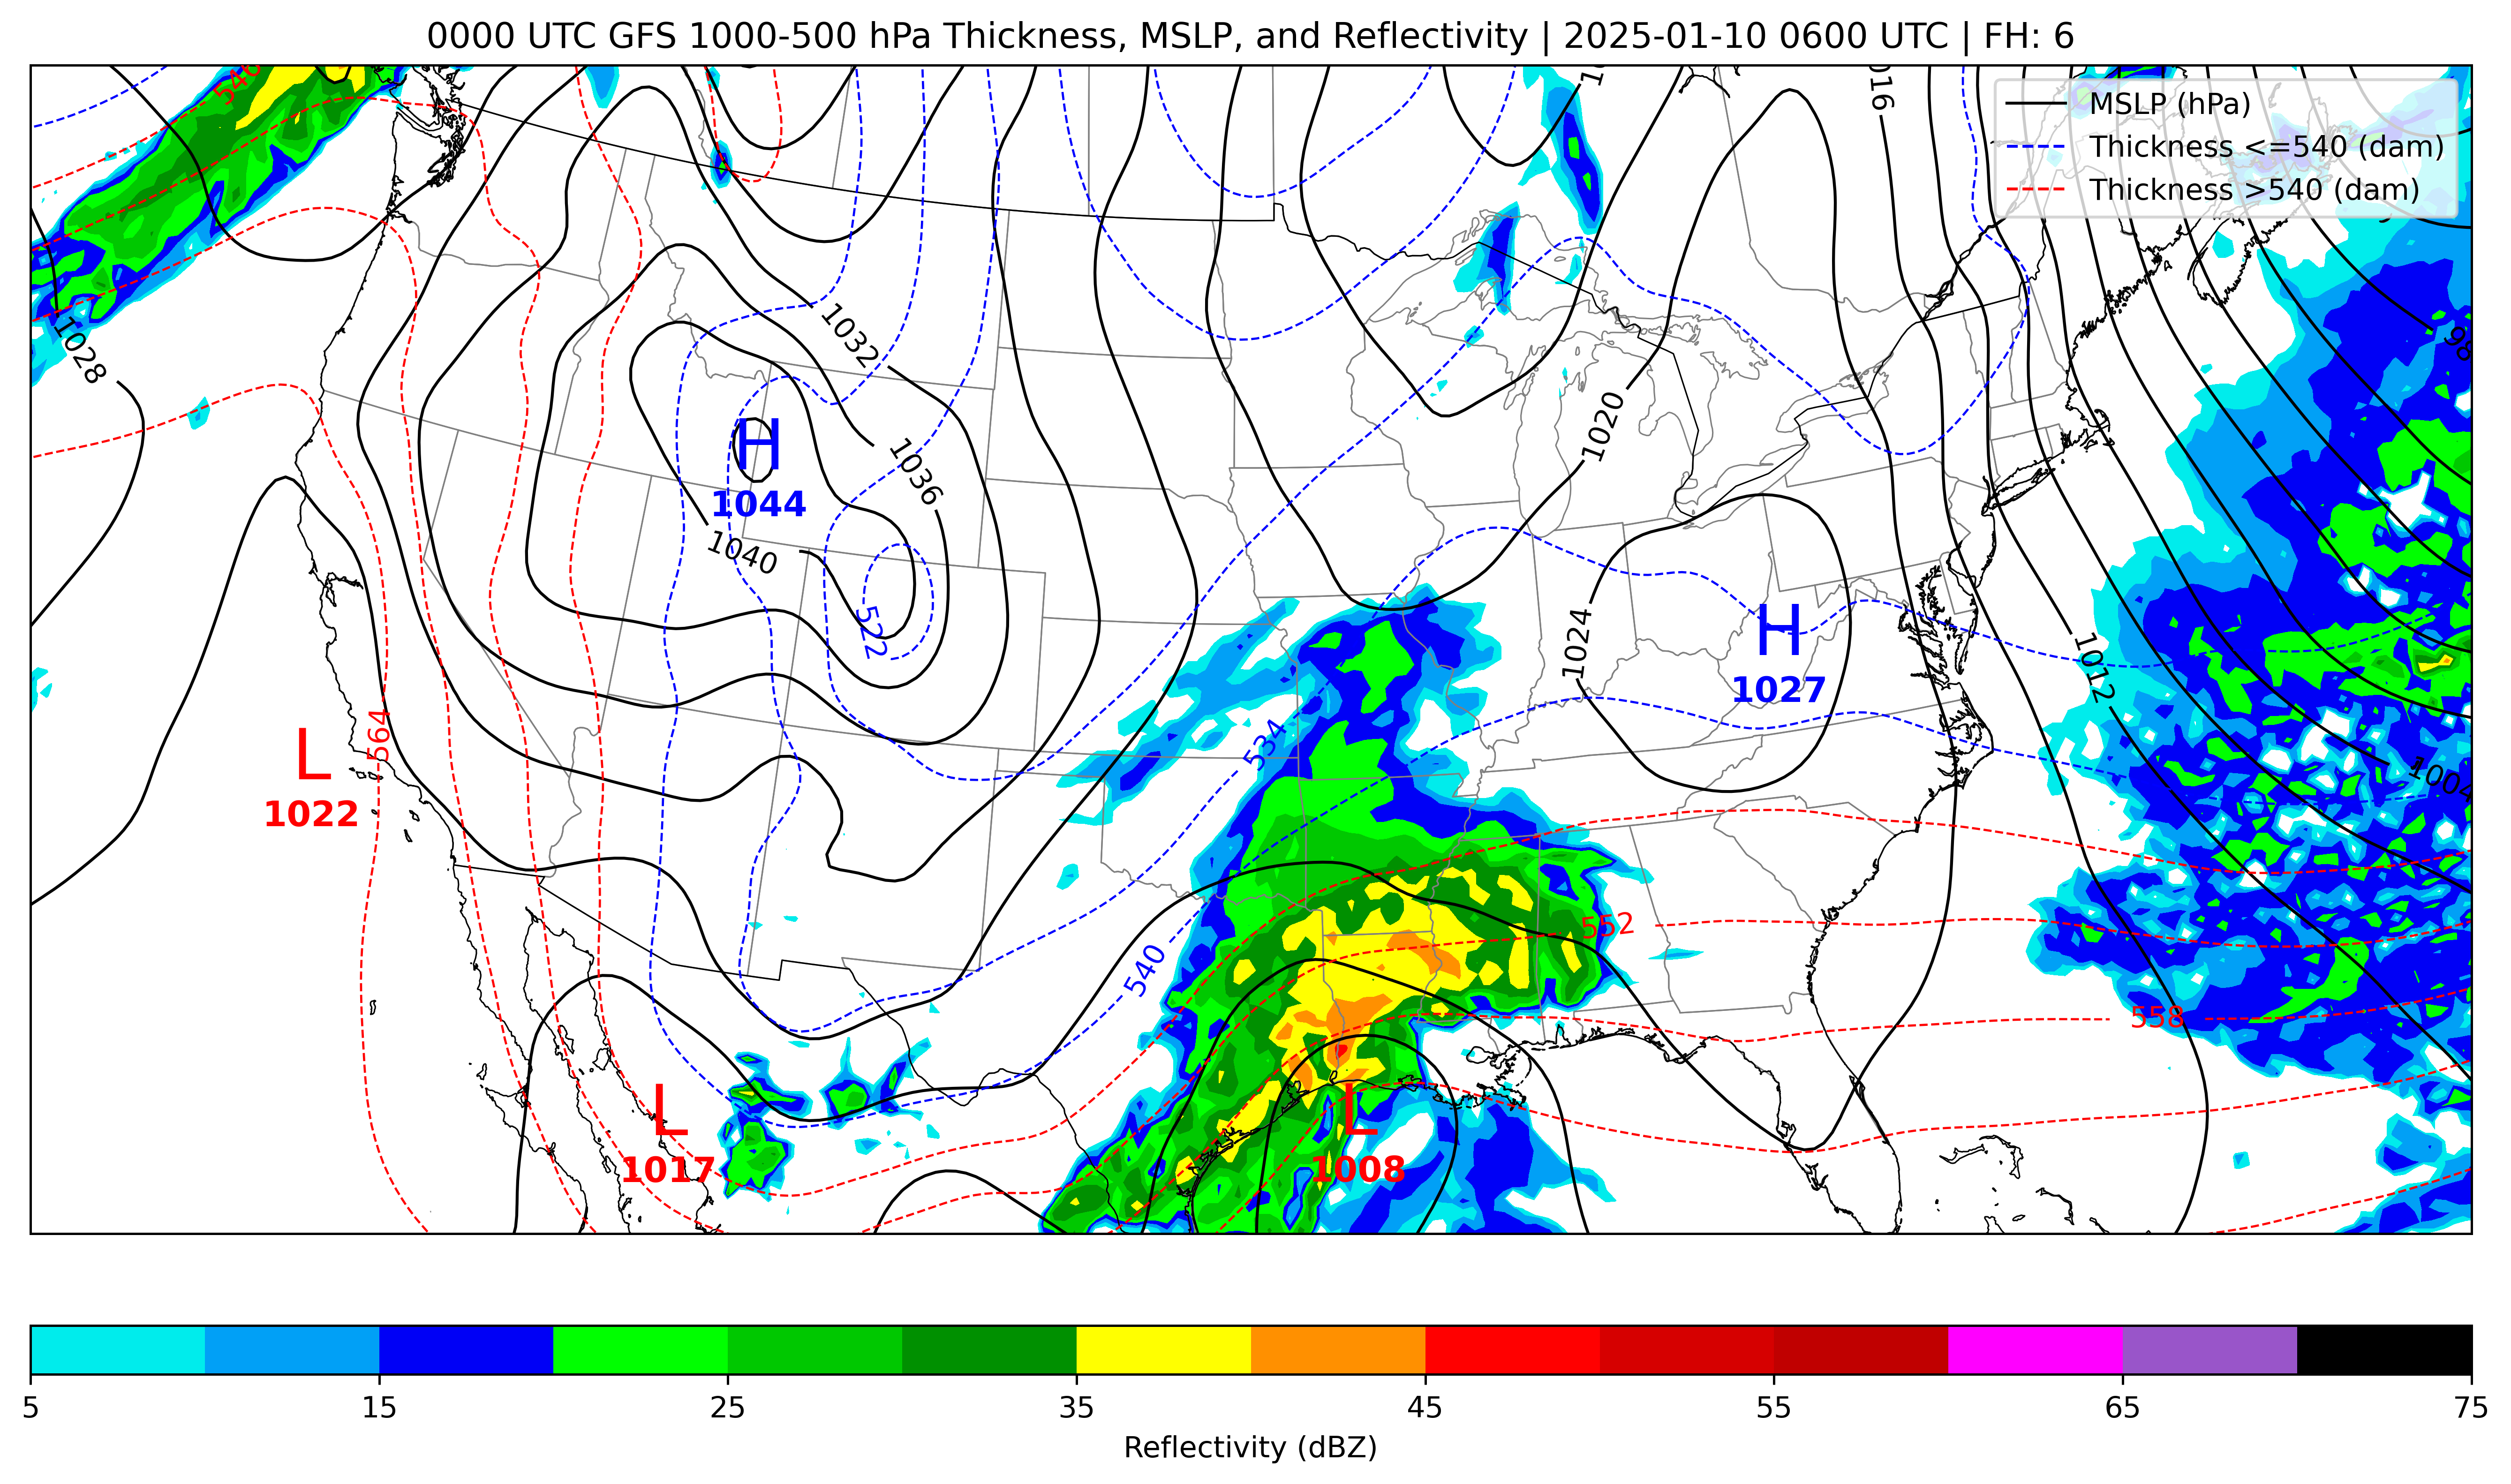 0000 UTC GFS 1000-500 hPa Thickness, MSLP, and Reflectivity | 2025-01-10 0600 UTC | FH: 6
MSLP (hPa)
Thickness <=540 (dam)
Thickness >540 (dam)
546
016
1028
1032
1036
H
1044
1040
522
1020
1024
H
1027
1012
1004
98
L
1022
564
534
540
552
558
L
1017
L
1008
5 15 25 35 45 55 65 75
Reflectivity (dBZ)